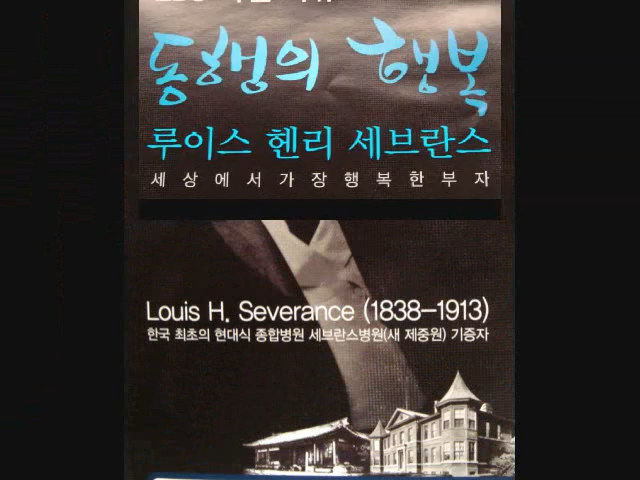 동행의 행복
루이스 헨리 세브란스
세상에서가장행복한부자
Louis H. Severance (1838–1913)
한국 최초의 현대식 종합병원 세브란스병원(새 제중원) 기증자